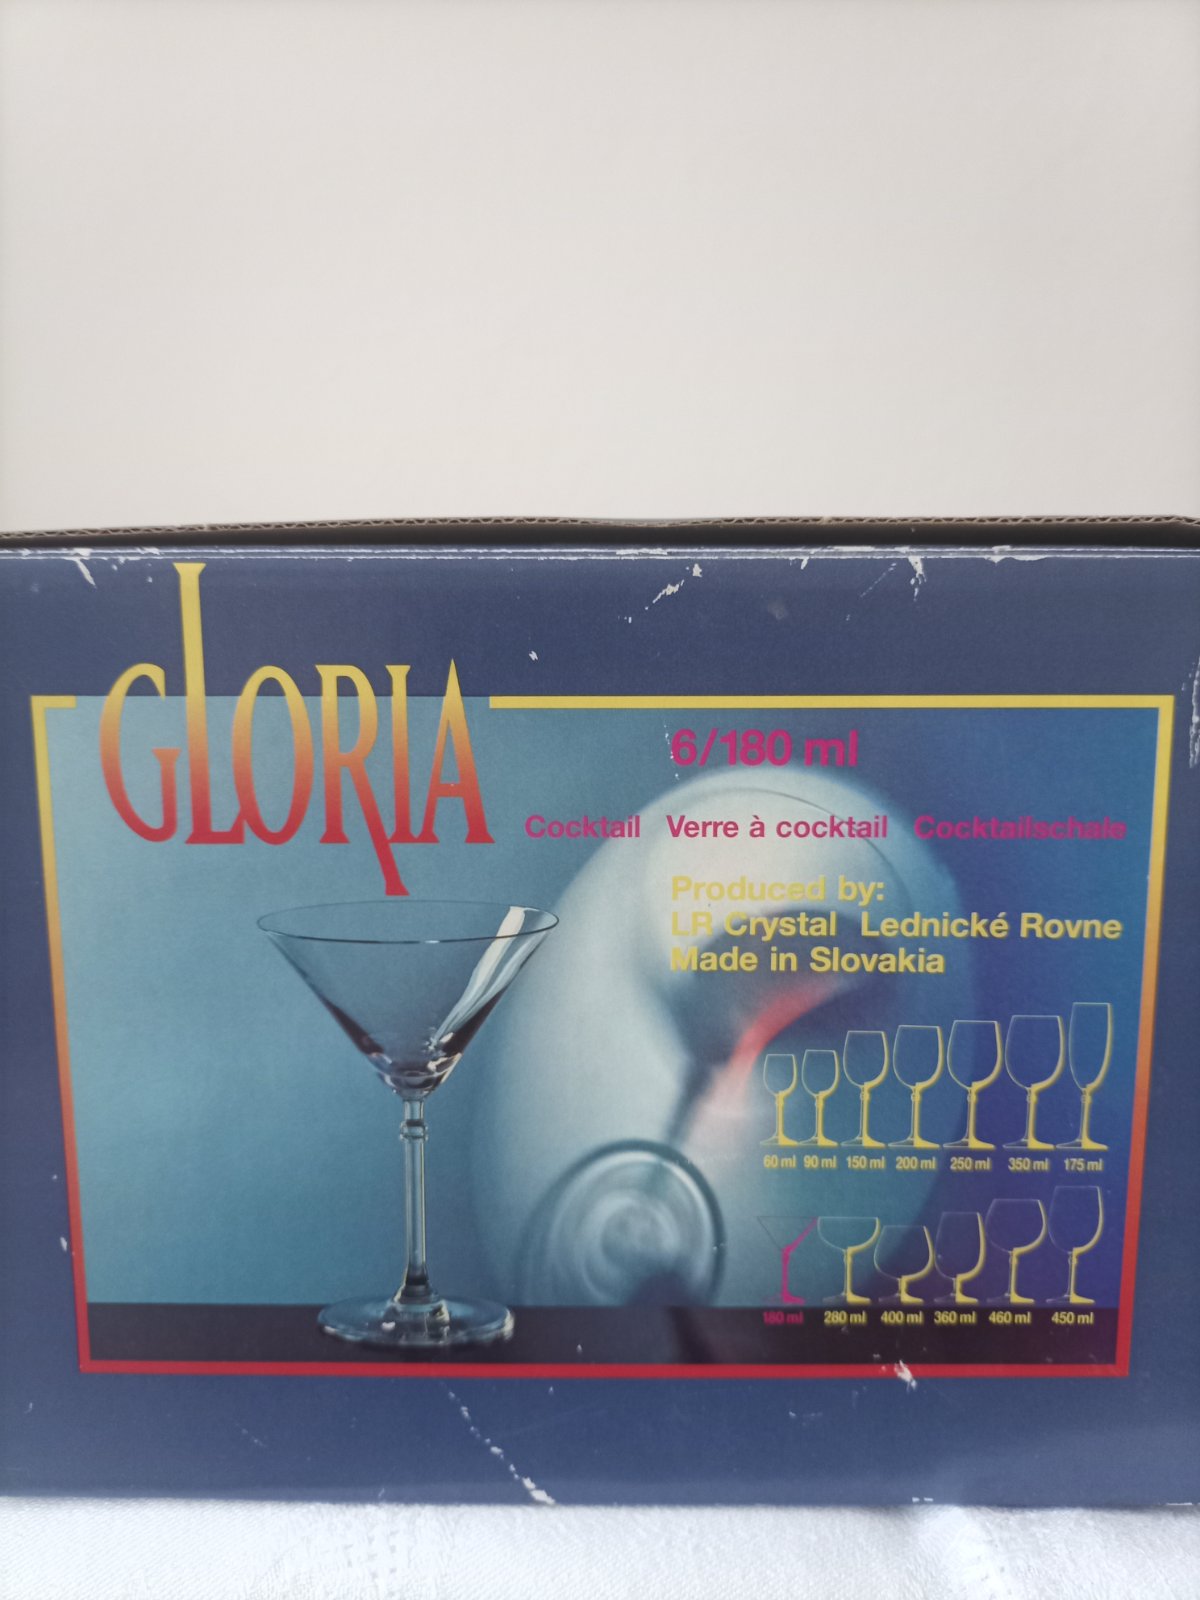 GLORIA
6/180 ml
Cocktail Verre à cocktail Cocktailschale
Produced by:
LR Crystal Lednické Rovne
Made in Slovakia
60 ml 90 ml 150 ml 200 ml 250 ml 350 ml 175 ml
180 ml 280 ml 400 ml 360 ml 460 ml 450 ml